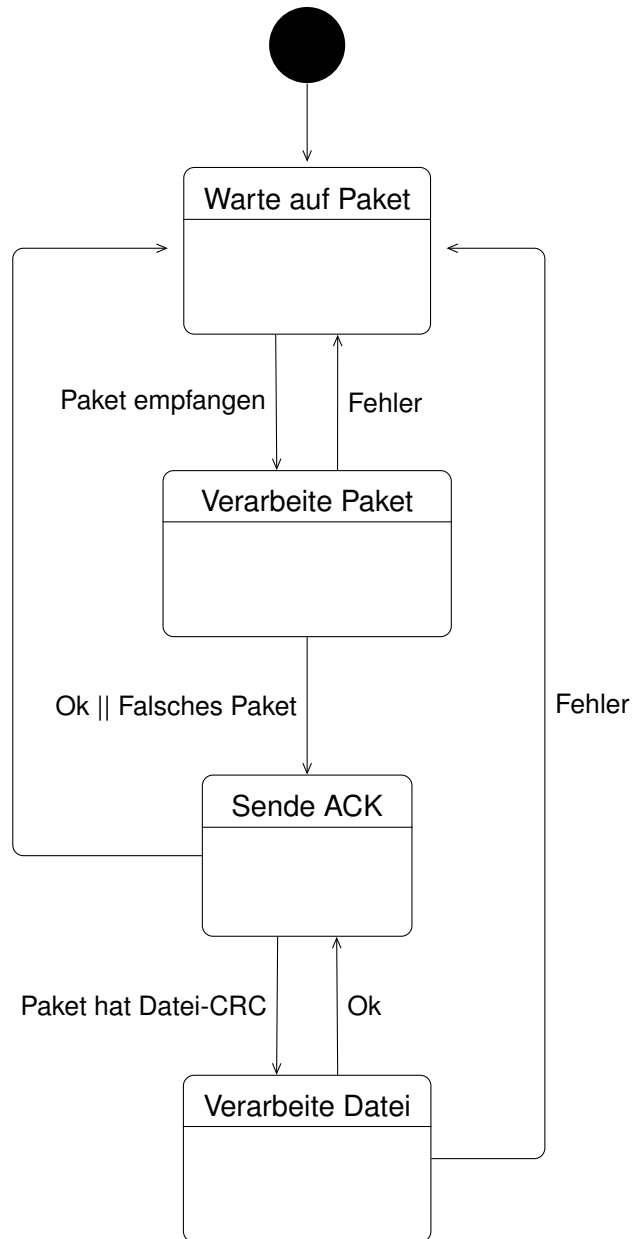 Warte auf Paket
Paket empfangen
Fehler
Verarbeite Paket
Ok || Falsches Paket
Fehler
Sende ACK
Paket hat Datei-CRC
Ok
Verarbeite Datei